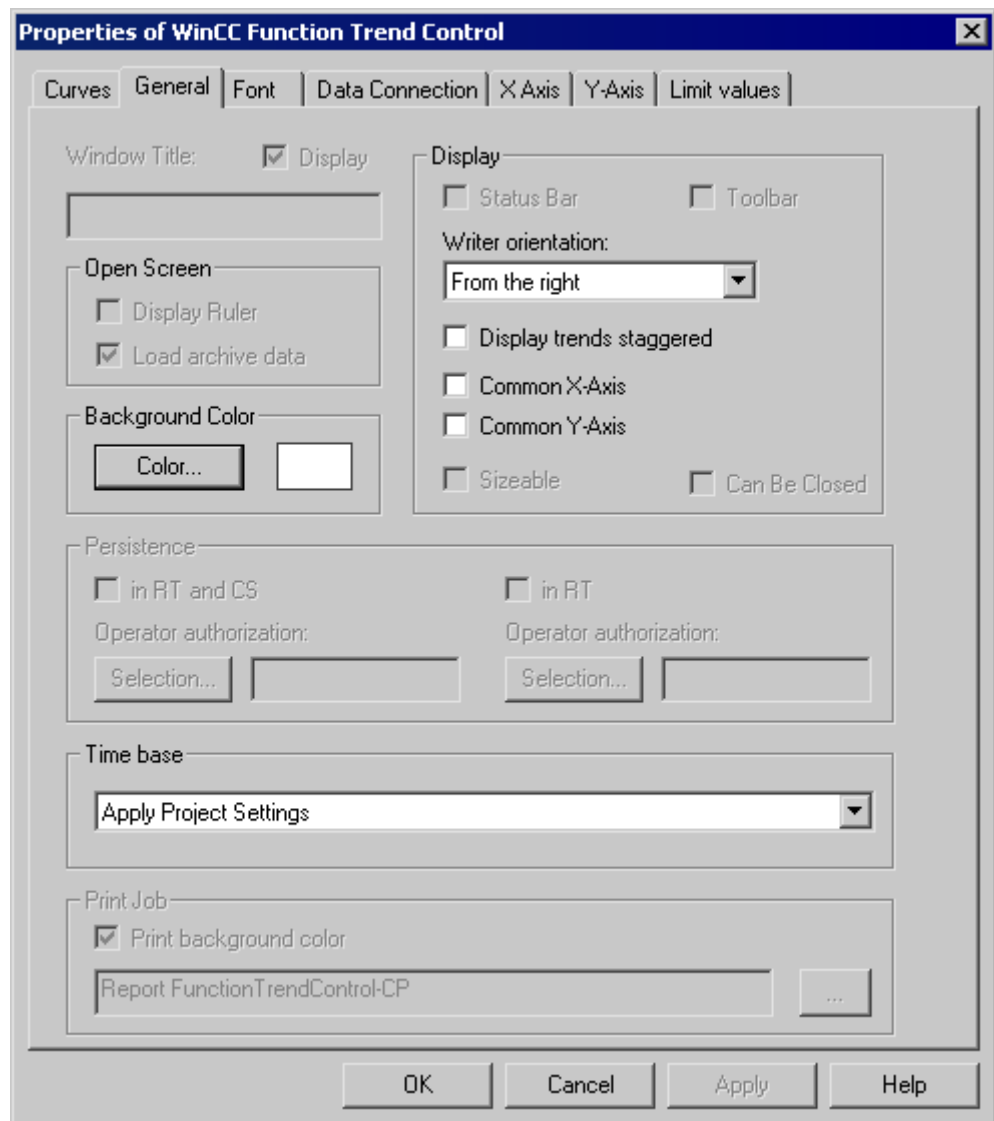 Properties of WinCC Function Trend Control
Curves General Font Data Connection X Axis Y-Axis Limit values
Window Title: Display
Open Screen
Display Ruler
Load archive data
Background Color
Color...
Display
Status Bar Toolbar
Writer orientation:
From the right
Display trends staggered
Common X-Axis
Common Y-Axis
Sizeable Can Be Closed
Persistence
in RT and CS in RT
Operator authorization: Operator authorization:
Selection... Selection...
Time base
Apply Project Settings
Print Job
Print background color
Report FunctionTrendControl-CP ...
OK Cancel Apply Help